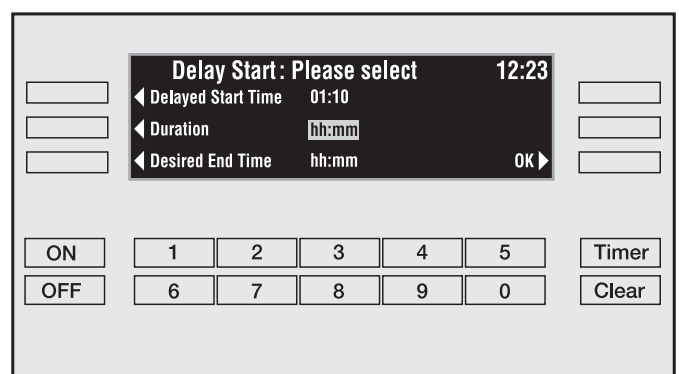 Delay Start: Please select 12:23
Delayed Start Time 01:10
Duration hh:mm
Desired End Time hh:mm OK
ON 1 2 3 4 5 Timer
OFF 6 7 8 9 0 Clear